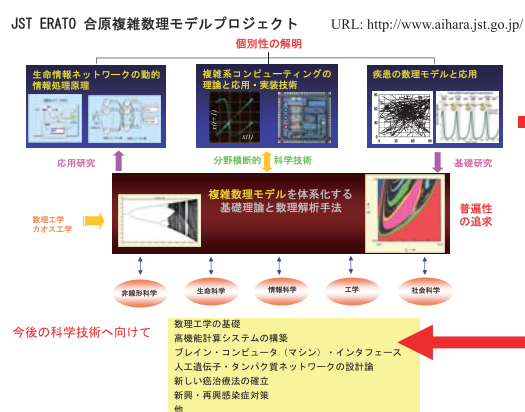 JST ERATO 合原複雑数理モデルプロジェクト
URL: http://www.aihara.jst.go.jp/
個別性の解明
生命情報ネットワークの動的
情報処理原理
複雑系コンピューティングの
理論と応用・実装技術
疾患の数理モデルと応用
x(t+1)
x(t)
応用研究
分野横断的
科学技術
基礎研究
複雑数理モデルを体系化する
基礎理論と数理解析手法
数理工学
カオス工学
普遍性
の追求
非線形科学
生命科学
情報科学
工学
社会科学
今後の科学技術へ向けて
数理工学の基礎
高機能計算システムの構築
ブレイン・コンピュータ（マシン）・インタフェース
人工遺伝子・タンパク質ネットワークの設計論
新しい癌治療法の確立
新興・再興感染症対策
他